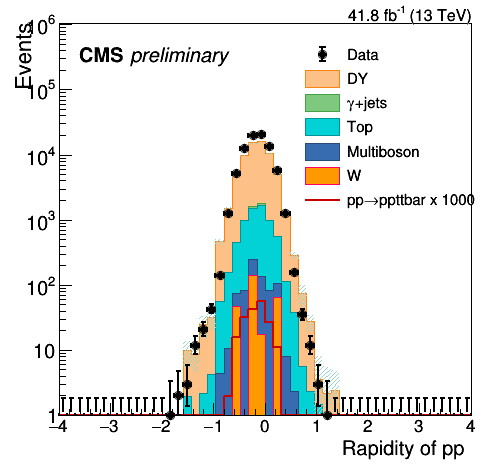 41.8 fb⁻¹ (13 TeV)
Events
CMS preliminary
Data
DY
γ+jets
Top
Multiboson
W
pp→ppttbar x 1000
10⁶
10⁵
10⁴
10³
10²
10
1
−4 −3 −2 −1 0 1 2 3 4
Rapidity of pp